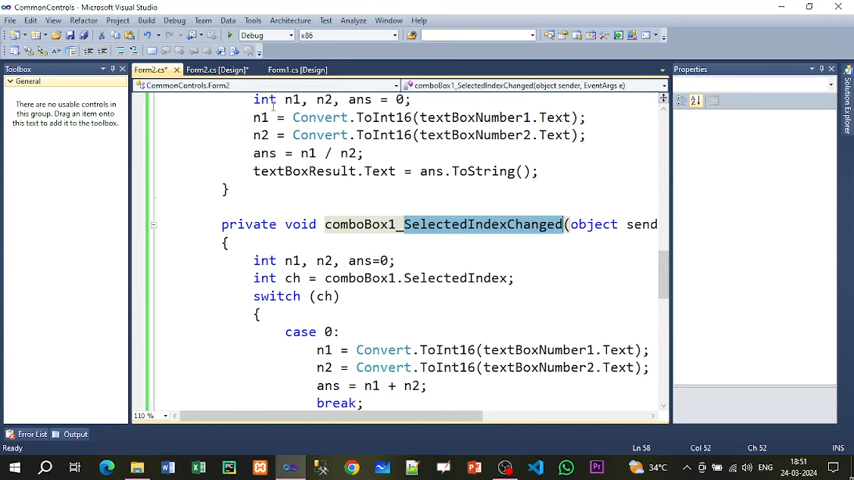 CommonControls - Microsoft Visual Studio
File Edit View Refactor Project Build Debug Team Data Tools Architecture Test Analyze Window Help
Debug x86
Toolbox
Form2.cs* Form2.cs [Design]* Form1.cs [Design]
Properties
Solution Explorer
General
CommonControls.Form2 comboBox1_SelectedIndexChanged(object sender, EventArgs e)
There are no usable controls in
this group. Drag an item onto
this text to add it to the toolbox.
int n1, n2, ans = 0;
n1 = Convert.ToInt16(textBoxNumber1.Text);
n2 = Convert.ToInt16(textBoxNumber2.Text);
ans = n1 / n2;
textBoxResult.Text = ans.ToString();
}
private void comboBox1_SelectedIndexChanged(object send
{
int n1, n2, ans=0;
int ch = comboBox1.SelectedIndex;
switch (ch)
{
case 0:
n1 = Convert.ToInt16(textBoxNumber1.Text);
n2 = Convert.ToInt16(textBoxNumber2.Text);
ans = n1 + n2;
break;
110 %
Error List Output
Ready Ln 58 Col 52 Ch 52 INS
34°C ENG 18:51
24-03-2024